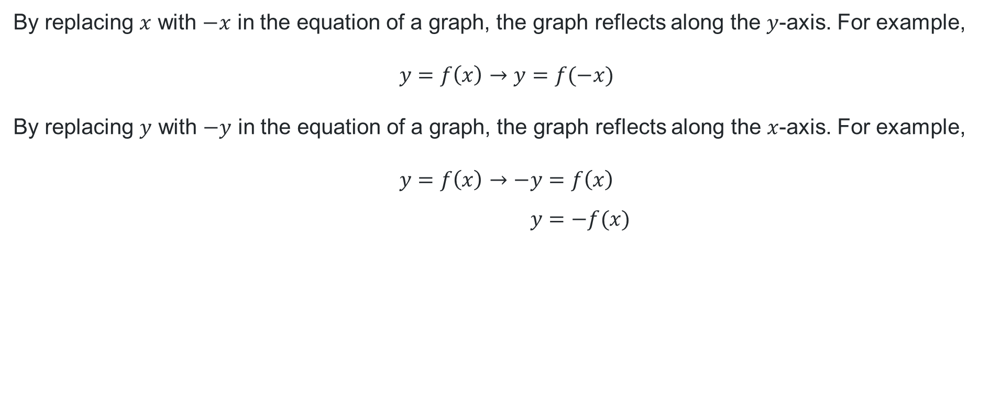 By replacing x with −x in the equation of a graph, the graph reflects along the y-axis. For example,
y = f(x) → y = f(−x)
By replacing y with −y in the equation of a graph, the graph reflects along the x-axis. For example,
y = f(x) → −y = f(x)
y = −f(x)